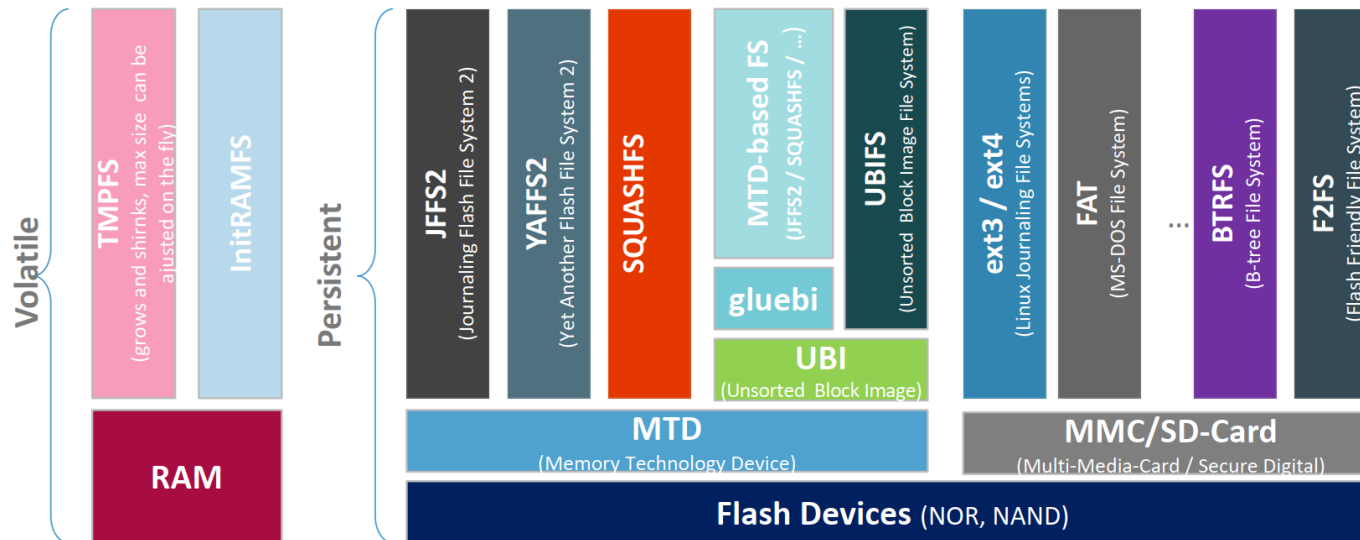 Volatile
TMPFS
(grows and shirnks, max size can be
ajusted on the fly)
InitRAMFS
RAM
Persistent
JFFS2
(Journaling Flash File System 2)
YAFFS2
(Yet Another Flash File System 2)
SQUASHFS
MTD-based FS
(JFFS2 / SQUASHFS / ...)
gluebi
UBIFS
(Unsorted Block Image File System)
UBI
(Unsorted Block Image)
MTD
(Memory Technology Device)
ext3 / ext4
(Linux Journaling File Systems)
FAT
(MS-DOS File System)
...
BTRFS
(B-tree File System)
F2FS
(Flash Friendly File System)
MMC/SD-Card
(Multi-Media-Card / Secure Digital)
Flash Devices (NOR, NAND)